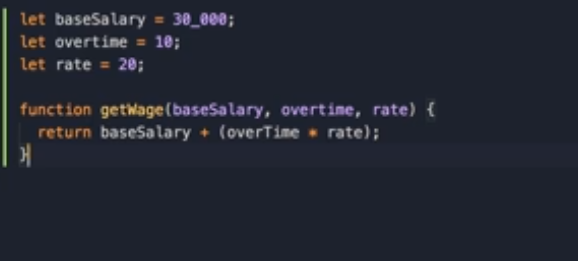 let baseSalary = 30_000;
let overtime = 10;
let rate = 20;

function getWage(baseSalary, overtime, rate) {
  return baseSalary + (overTime * rate);
}